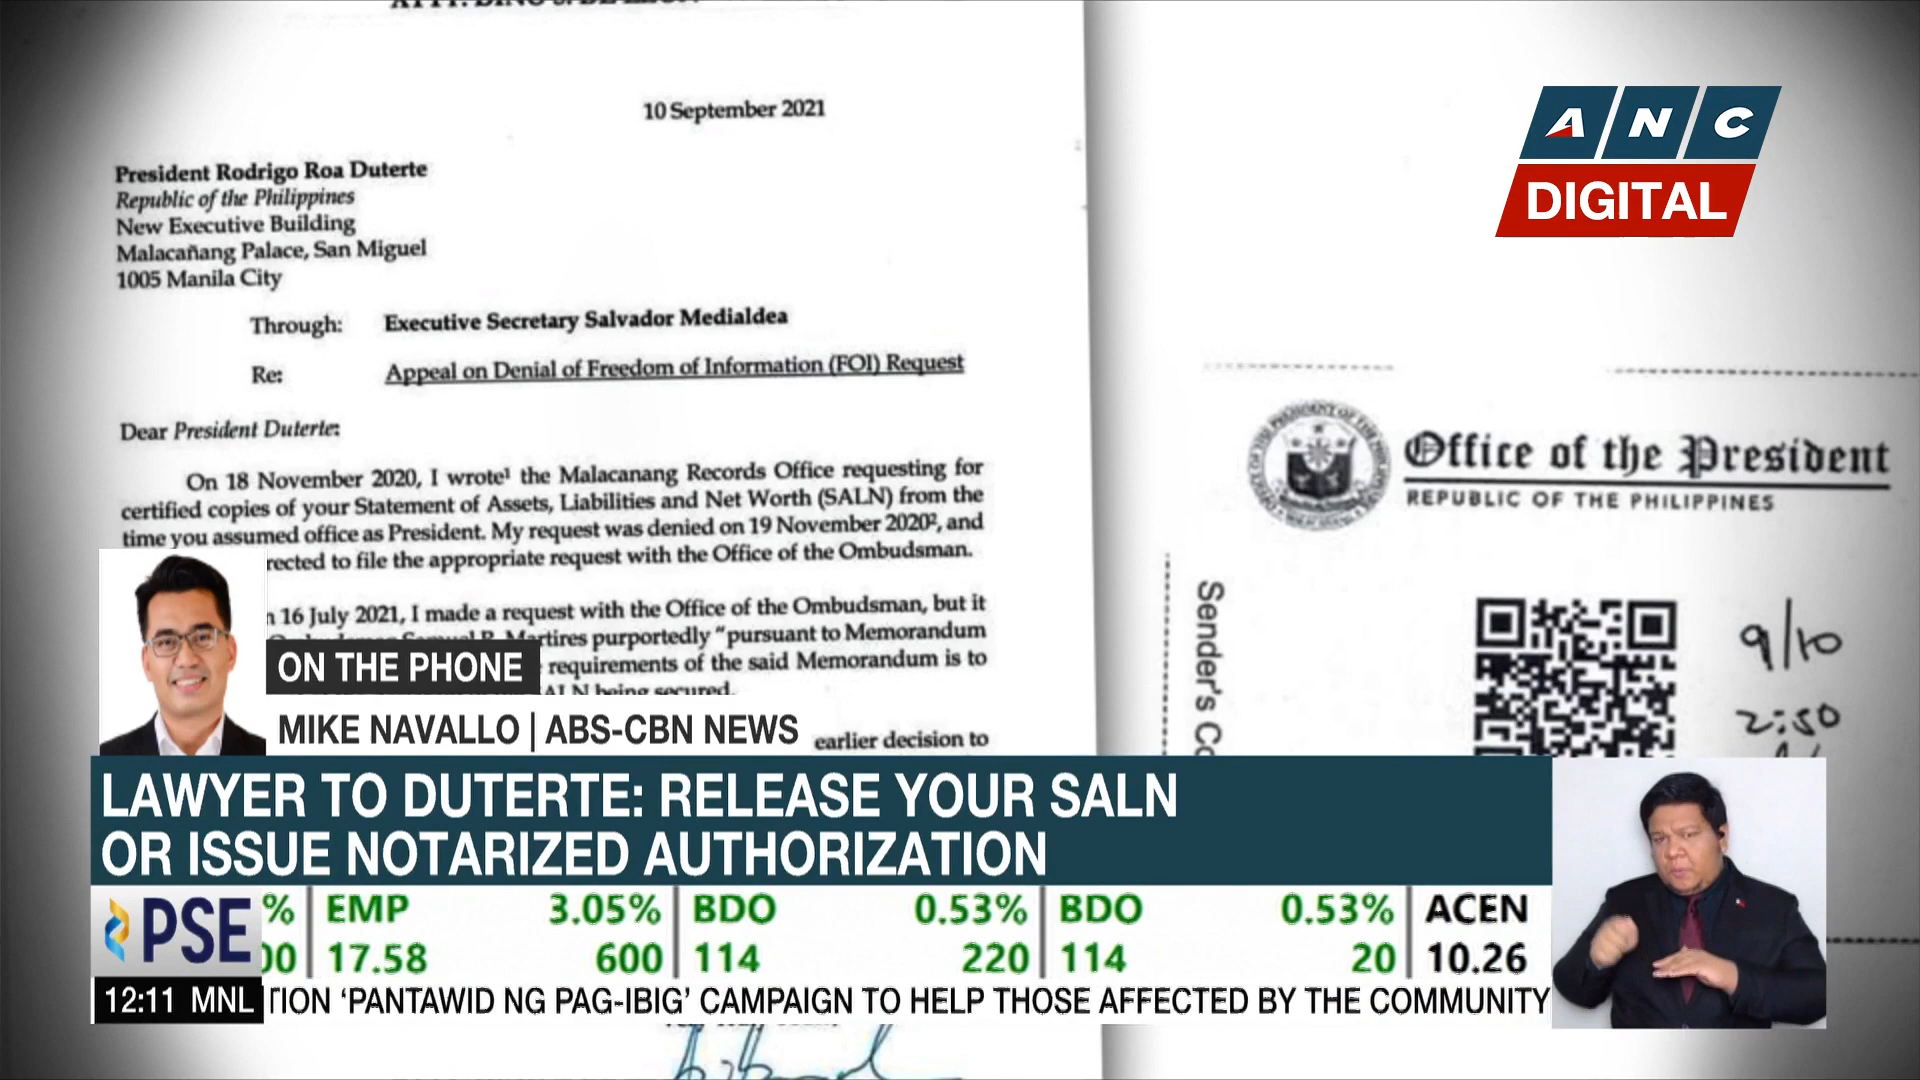 10 September 2021
President Rodrigo Roa Duterte
Republic of the Philippines
New Executive Building
Malacañang Palace, San Miguel
1005 Manila City
Through: Executive Secretary Salvador Medialdea
Re: Appeal on Denial of Freedom of Information (FOI) Request
Dear President Duterte:
On 18 November 2020, I wrote¹ the Malacanang Records Office requesting for
certified copies of your Statement of Assets, Liabilities and Net Worth (SALN) from the
time you assumed office as President. My request was denied on 19 November 2020², and
rected to file the appropriate request with the Office of the Ombudsman.
n 16 July 2021, I made a request with the Office of the Ombudsman, but it
rtires purportedly "pursuant to Memorandum
requirements of the said Memorandum is to
SALN being secured.
earlier decision to
ANC
DIGITAL
Office of the President
REPUBLIC OF THE PHILIPPINES
Sender's Co
9/10
2:50
ON THE PHONE
MIKE NAVALLO | ABS-CBN NEWS
LAWYER TO DUTERTE: RELEASE YOUR SALN
OR ISSUE NOTARIZED AUTHORIZATION
PSE % EMP 3.05% BDO 0.53% BDO 0.53% ACEN
00 17.58 600 114 220 114 20 10.26
12:11 MNL TION ‘PANTAWID NG PAG-IBIG’ CAMPAIGN TO HELP THOSE AFFECTED BY THE COMMUNITY